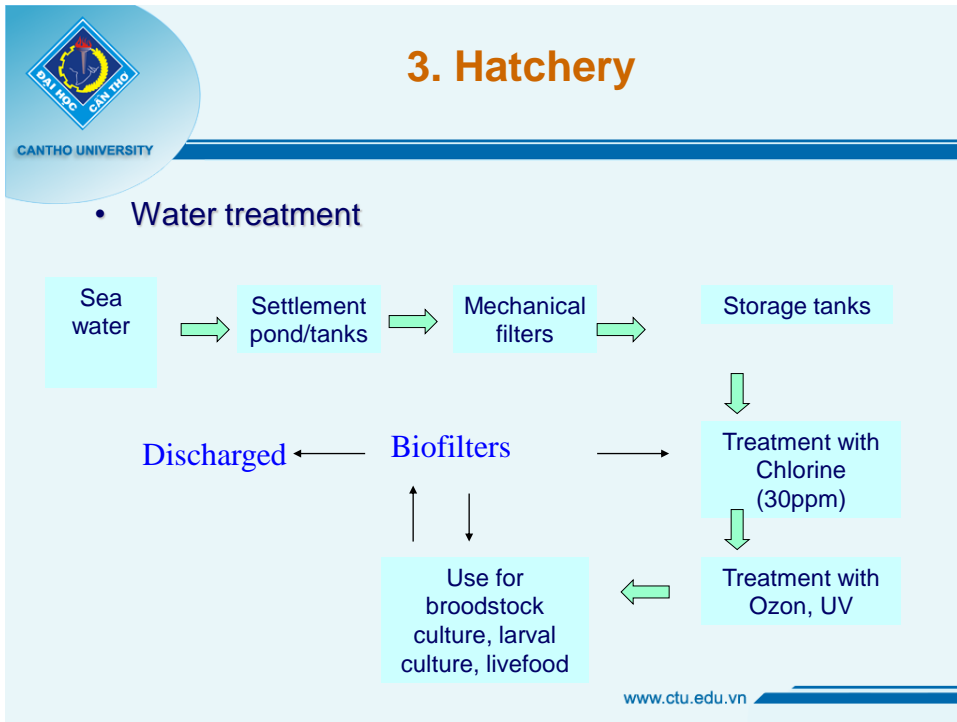 3. Hatchery
ĐẠI HỌC CẦN THƠ
CANTHO UNIVERSITY
• Water treatment
Sea
water
Settlement
pond/tanks
Mechanical
filters
Storage tanks
Discharged
Biofilters
Treatment with
Chlorine
(30ppm)
Use for
broodstock
culture, larval
culture, livefood
Treatment with
Ozon, UV
www.ctu.edu.vn